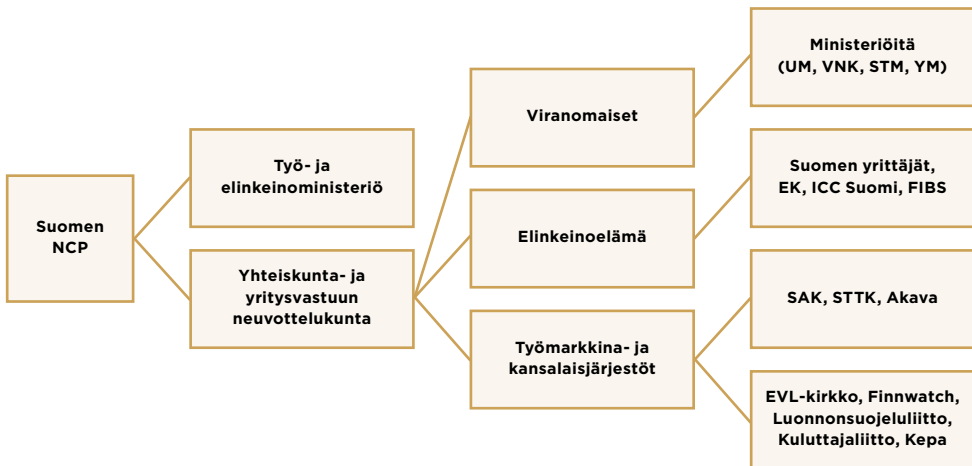 Suomen
NCP
Työ- ja
elinkeinoministeriö
Yhteiskunta- ja
yritysvastuun
neuvottelukunta
Viranomaiset
Elinkeinoelämä
Työmarkkina- ja
kansalaisjärjestöt
Ministeriöitä
(UM, VNK, STM, YM)
Suomen yrittäjät,
EK, ICC Suomi, FIBS
SAK, STTK, Akava
EVL-kirkko, Finnwatch,
Luonnonsuojeluliitto,
Kuluttajaliitto, Kepa